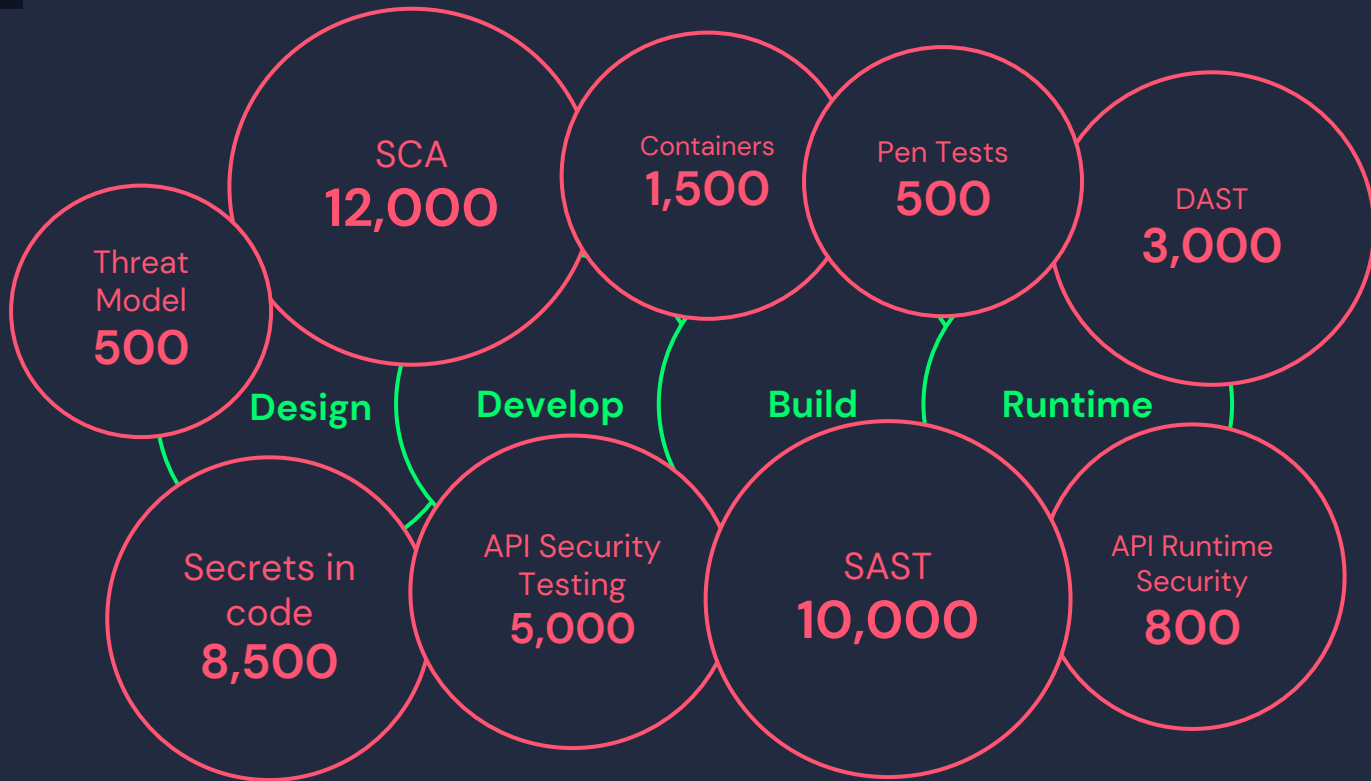 SCA
12,000
Containers
1,500
Pen Tests
500
DAST
3,000
Threat
Model
500
Design
Develop
Build
Runtime
Secrets in
code
8,500
API Security
Testing
5,000
SAST
10,000
API Runtime
Security
800